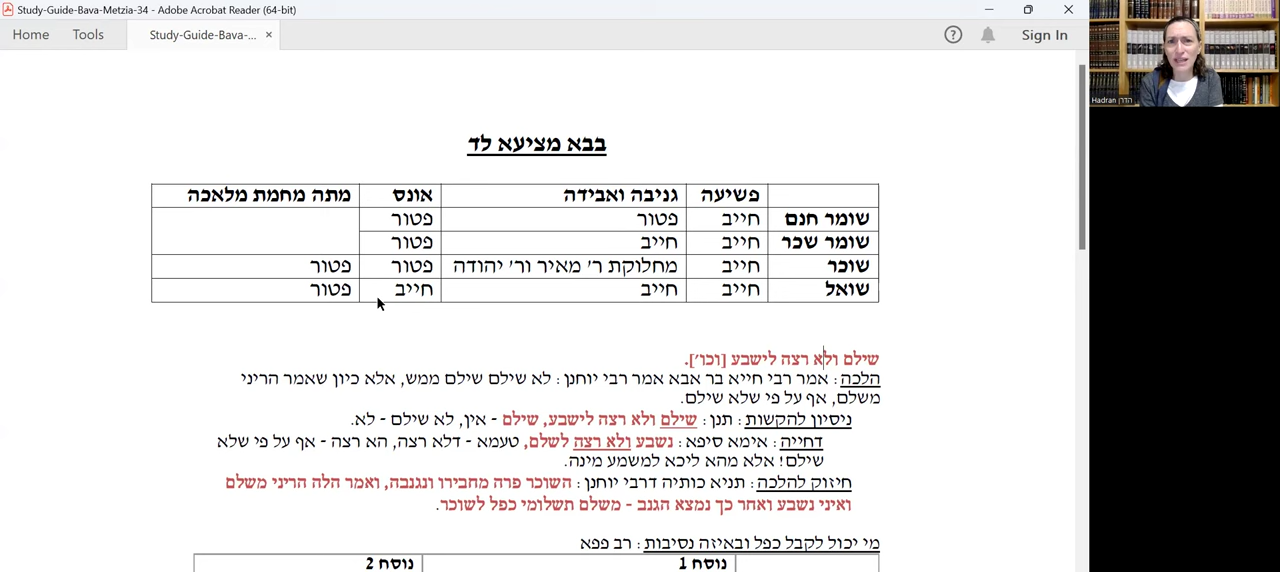 Study-Guide-Bava-Metzia-34 - Adobe Acrobat Reader (64-bit)
Home Tools Study-Guide-Bava-... × Sign In
Hadran הדרן
בבא מציעא לד
פשיעה גניבה ואבידה אונס מתה מחמת מלאכה
שומר חנם חייב פטור פטור
שומר שכר חייב חייב פטור
שוכר חייב מחלוקת ר' מאיר ור' יהודה פטור פטור
שואל חייב חייב חייב פטור
שילם ולא רצה לישבע [וכו'].
הלכה: אמר רבי חייא בר אבא אמר רבי יוחנן: לא שילם שילם ממש, אלא כיון שאמר הריני
משלם, אף על פי שלא שילם.
ניסיון להקשות: תנן: שילם ולא רצה לישבע, שילם - אין, לא שילם - לא.
דחייה: אימא סיפא: נשבע ולא רצה לשלם, טעמא - דלא רצה, הא רצה - אף על פי שלא
שילם! אלא מהא ליכא למשמע מינה.
חיזוק להלכה: תניא כותיה דרבי יוחנן: השוכר פרה מחבירו ונגנבה, ואמר הלה הריני משלם
ואיני נשבע ואחר כך נמצא הגנב - משלם תשלומי כפל לשוכר.
מי יכול לקבל כפל ובאיזה נסיבות: רב פפא
נוסח 1 נוסח 2